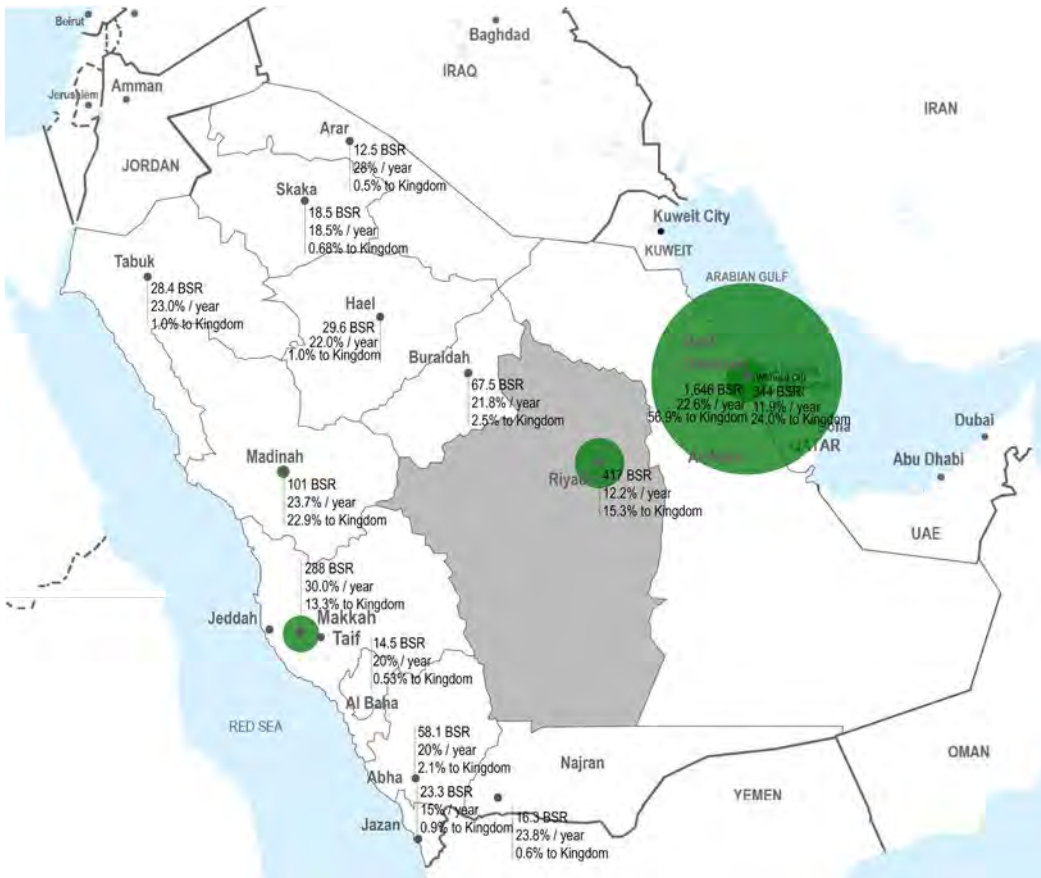 Beirut
Baghdad
IRAQ
IRAN
Jerusalem
Amman
JORDAN
Arar
12.5 BSR
28% / year
0.5% to Kingdom
Skaka
18.5 BSR
18.5% / year
0.68% to Kingdom
Kuweit City
KUWEIT
ARABIAN GULF
Tabuk
28.4 BSR
23.0% / year
1.0% to Kingdom
Hael
29.6 BSR
22.0% / year
1.0% to Kingdom
Buraidah
67.5 BSR
21.8% / year
2.5% to Kingdom
1,646 BSR
22.6% / year
56.9% to Kingdom
344 BSR
11.9% / year
24.0% to Kingdom
QATAR
Dubai
Abu Dhabi
UAE
Madinah
101 BSR
23.7% / year
22.9% to Kingdom
417 BSR
12.2% / year
15.3% to Kingdom
288 BSR
30.0% / year
13.3% to Kingdom
Jeddah
Makkah
Taif
14.5 BSR
20% / year
0.53% to Kingdom
Al Baha
RED SEA
58.1 BSR
20% / year
2.1% to Kingdom
Abha
23.3 BSR
15% / year
0.9% to Kingdom
Jazan
Najran
16.3 BSR
23.8% / year
0.6% to Kingdom
YEMEN
OMAN